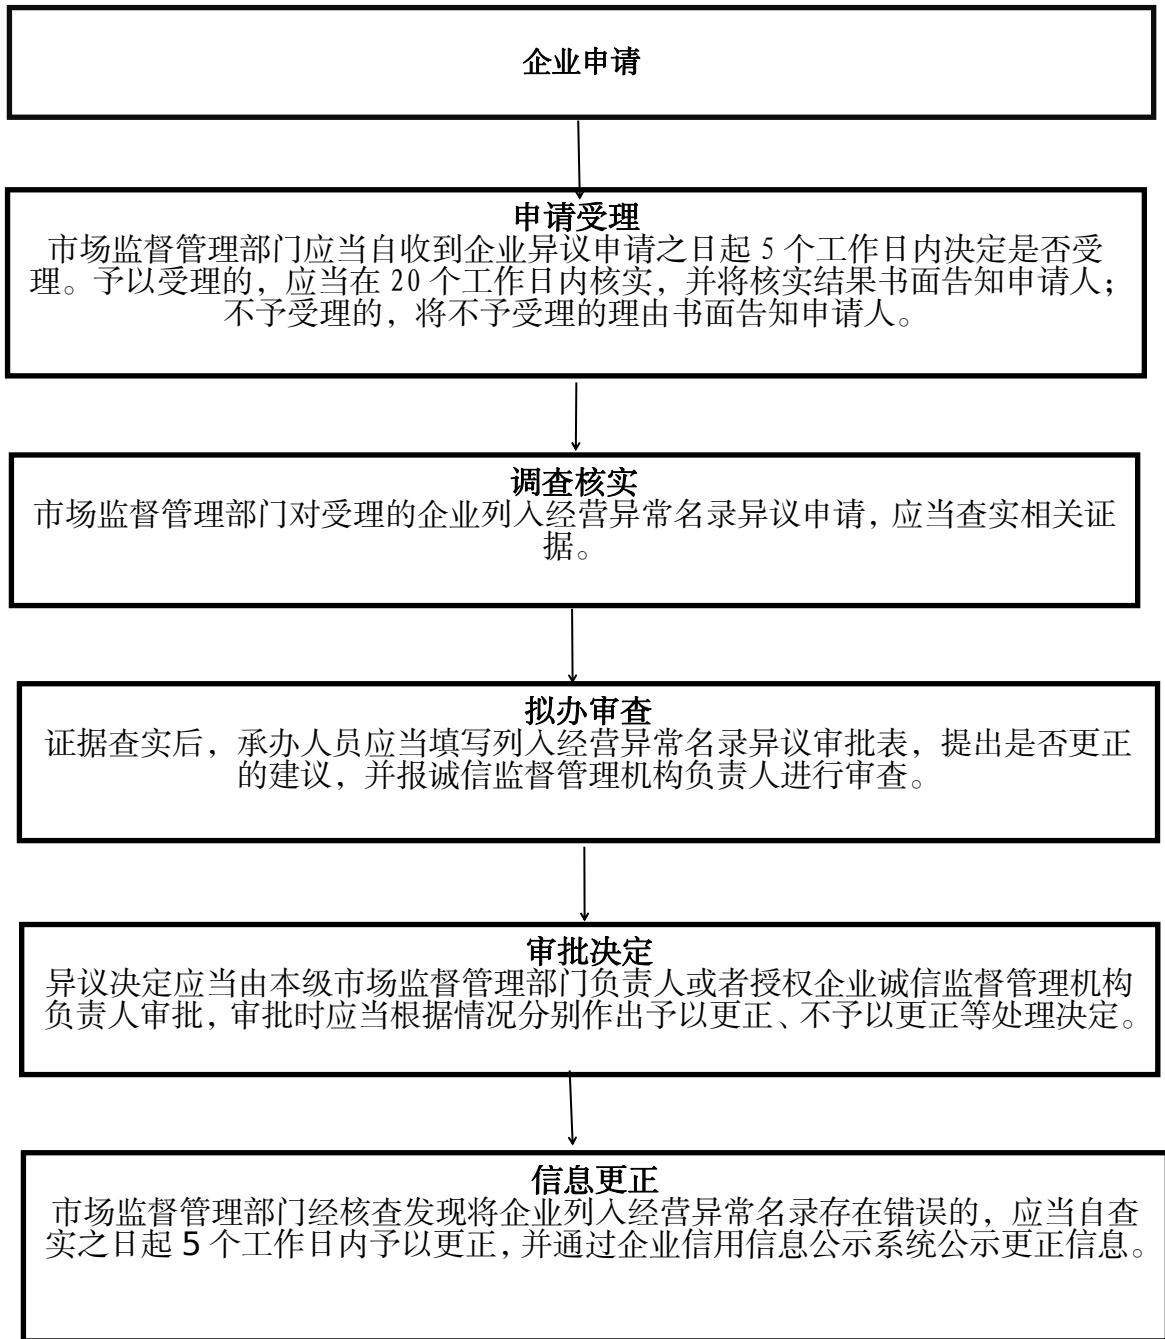 企业申请
申请受理
市场监督管理部门应当自收到企业异议申请之日起 5 个工作日内决定是否受
理。予以受理的，应当在 20 个工作日内核实，并将核实结果书面告知申请人；
不予受理的，将不予受理的理由书面告知申请人。
调查核实
市场监督管理部门对受理的企业列入经营异常名录异议申请，应当查实相关证
据。
拟办审查
证据查实后，承办人员应当填写列入经营异常名录异议审批表，提出是否更正
的建议，并报诚信监督管理机构负责人进行审查。
审批决定
异议决定应当由本级市场监督管理部门负责人或者授权企业诚信监督管理机构
负责人审批，审批时应当根据情况分别作出予以更正、不予以更正等处理决定。
信息更正
市场监督管理部门经核查发现将企业列入经营异常名录存在错误的，应当自查
实之日起 5 个工作日内予以更正，并通过企业信用信息公示系统公示更正信息。